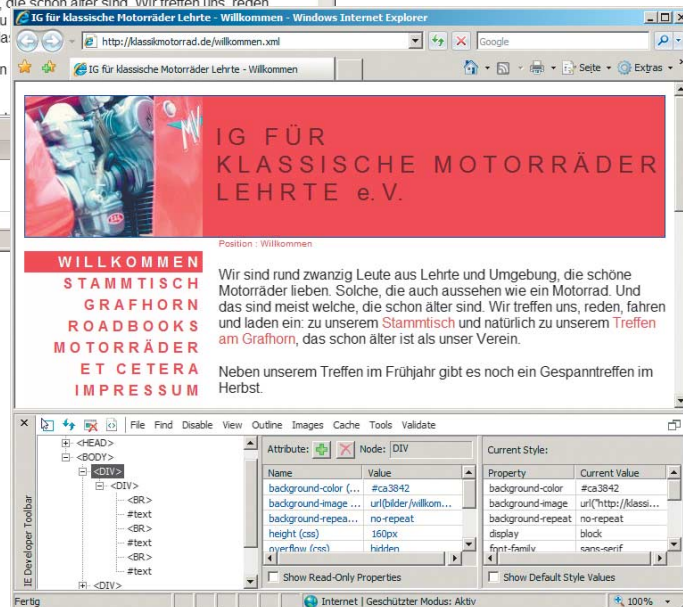 die schon älter sind. Wir treffen uns, reden
IG für klassische Motorräder Lehrte - Willkommen - Windows Internet Explorer
http://klassikmotorrad.de/willkommen.xml
Google
IG für klassische Motorräder Lehrte - Willkommen
Seite
Extras
IG FÜR
KLASSISCHE MOTORRÄDER
LEHRTE e.V.
Position : Willkommen
WILLKOMMEN
STAMMTISCH
GRAFHORN
ROADBOOKS
MOTORRÄDER
ET CETERA
IMPRESSUM
Wir sind rund zwanzig Leute aus Lehrte und Umgebung, die schöne
Motorräder lieben. Solche, die auch aussehen wie ein Motorrad. Und
das sind meist welche, die schon älter sind. Wir treffen uns, reden, fahren
und laden ein: zu unserem Stammtisch und natürlich zu unserem Treffen
am Grafhorn, das schon älter ist als unser Verein.
Neben unserem Treffen im Frühjahr gibt es noch ein Gespanntreffen im
Herbst.
File Find Disable View Outline Images Cache Tools Validate
IE Developer Toolbar
<HEAD>
<BODY>
<DIV>
<DIV>
<BR>
#text
<BR>
#text
<BR>
#text
<DIV>
Attribute: Node: DIV
Name Value
background-color (... #ca3842
background-image ... url(bilder/willkom...
background-repea... no-repeat
height (css) 160px
overflow (css) hidden
Show Read-Only Properties
Current Style:
Property Current Value
background-color #ca3842
background-image url("http://klassi...
background-repeat no-repeat
display block
font-family sans-serif
Show Default Style Values
Fertig
Internet | Geschützter Modus: Aktiv
100%